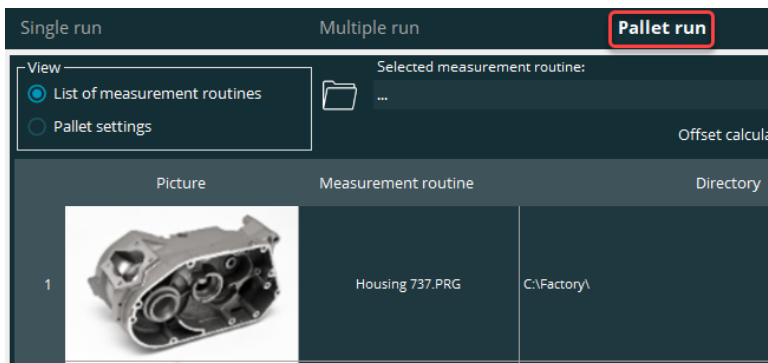 Single run Multiple run Pallet run
View
List of measurement routines
Pallet settings
Selected measurement routine:
...
Offset calcula
Picture Measurement routine Directory
1 Housing 737.PRG C:\Factory\